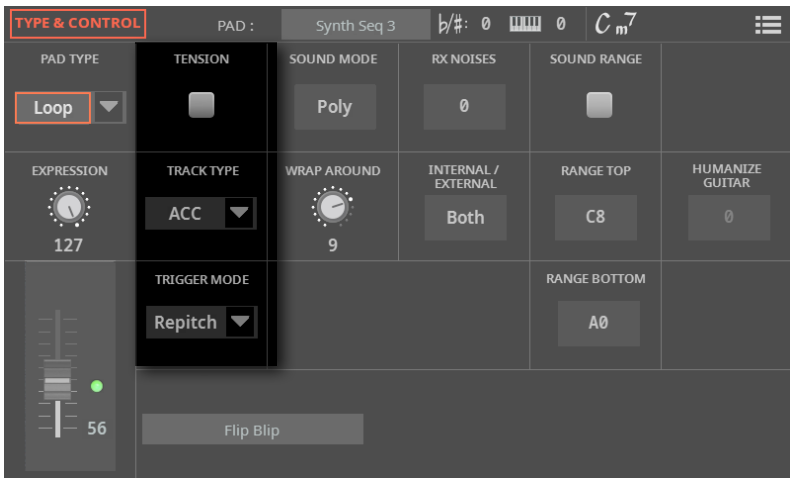 TYPE & CONTROL PAD : Synth Seq 3 ♭/#: 0 0 Cm7
PAD TYPE TENSION SOUND MODE RX NOISES SOUND RANGE
Loop Poly 0
EXPRESSION TRACK TYPE WRAP AROUND INTERNAL / EXTERNAL RANGE TOP HUMANIZE GUITAR
127 ACC 9 Both C8 0
TRIGGER MODE RANGE BOTTOM
Repitch A0
56 Flip Blip